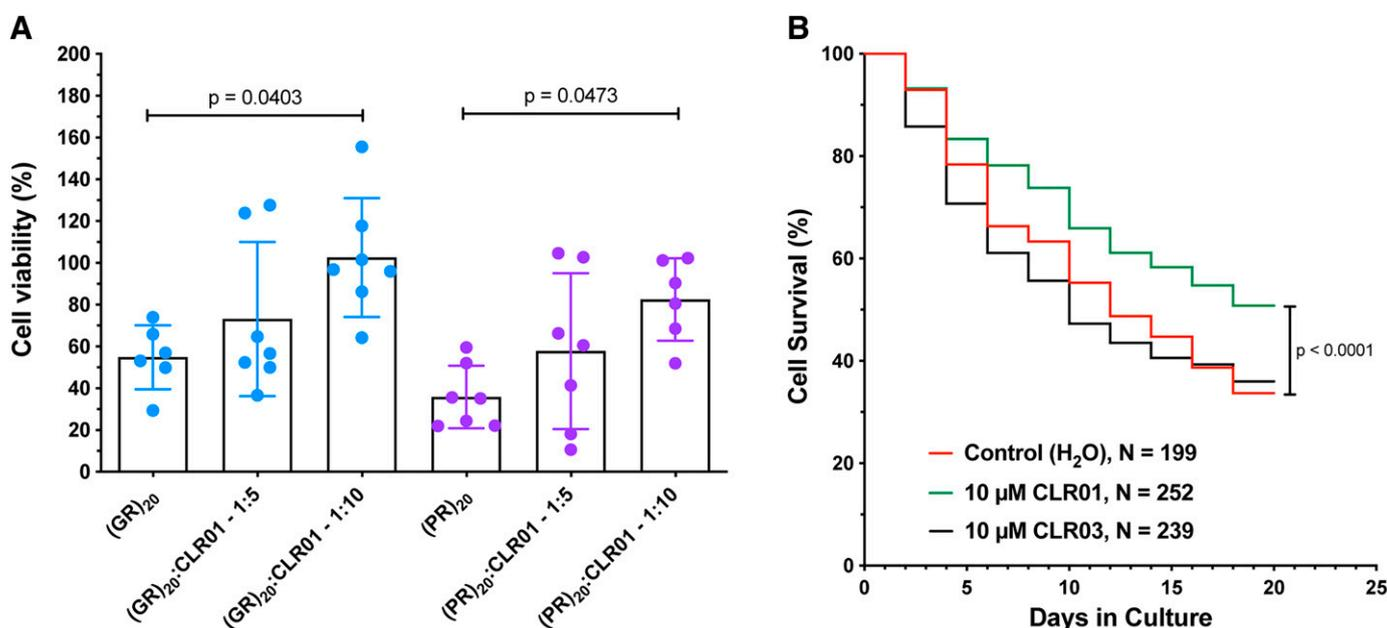 A
Cell viability (%)
200
180
160
140
120
100
80
60
40
20
0
p = 0.0403
p = 0.0473
(GR)₂₀
(GR)₂₀:CLR01 - 1:5
(GR)₂₀:CLR01 - 1:10
(PR)₂₀
(PR)₂₀:CLR01 - 1:5
(PR)₂₀:CLR01 - 1:10
B
Cell Survival (%)
100
80
60
40
20
0
p < 0.0001
Control (H₂O), N = 199
10 µM CLR01, N = 252
10 µM CLR03, N = 239
0 5 10 15 20 25
Days in Culture